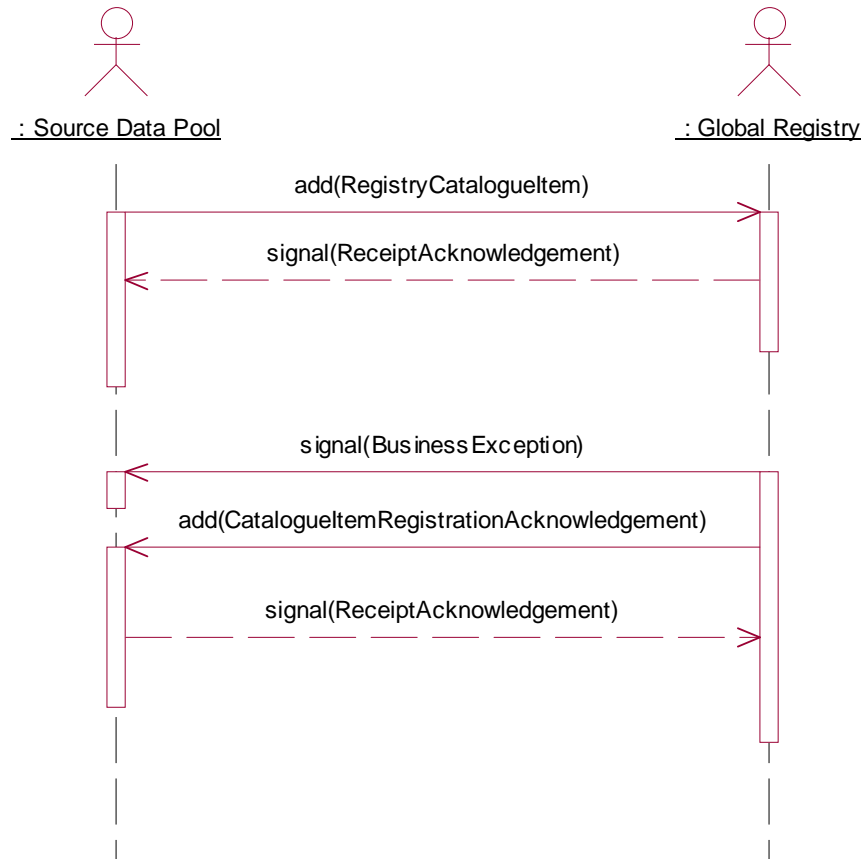 : Source Data Pool
: Global Registry
add(RegistryCatalogueItem)
signal(ReceiptAcknowledgement)
signal(BusinessException)
add(CatalogueItemRegistrationAcknowledgement)
signal(ReceiptAcknowledgement)